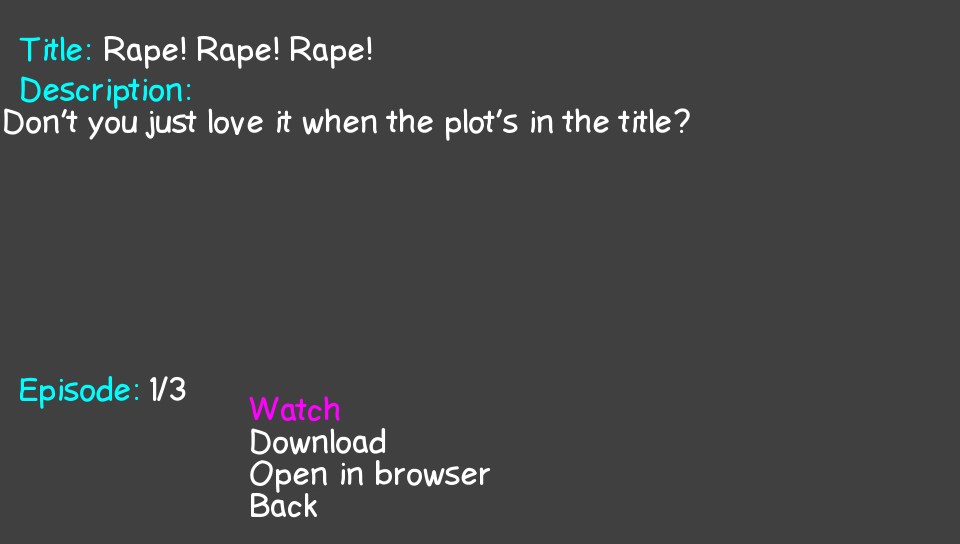 Title: Rape! Rape! Rape!
Description:
Don't you just love it when the plot's in the title?
Episode: 1/3
Watch
Download
Open in browser
Back